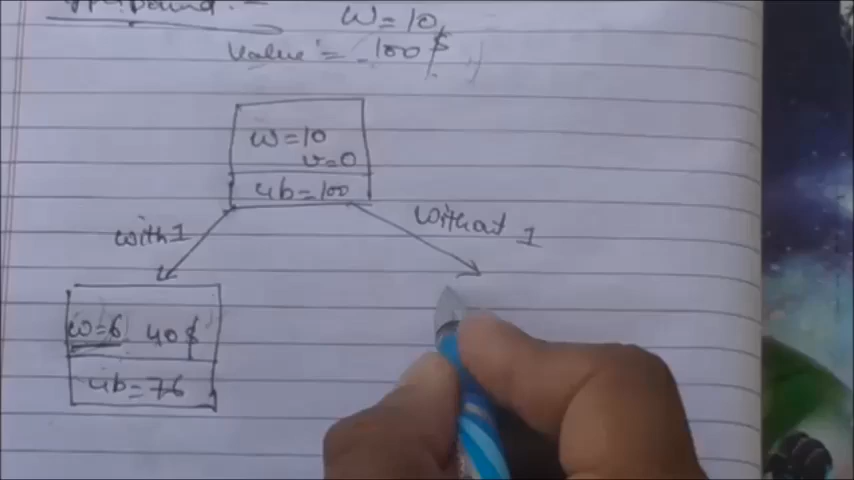 W=10
Value = 100 $
w=10
v=0
ub=100
with 1
without 1
w=6 40 $
ub=76